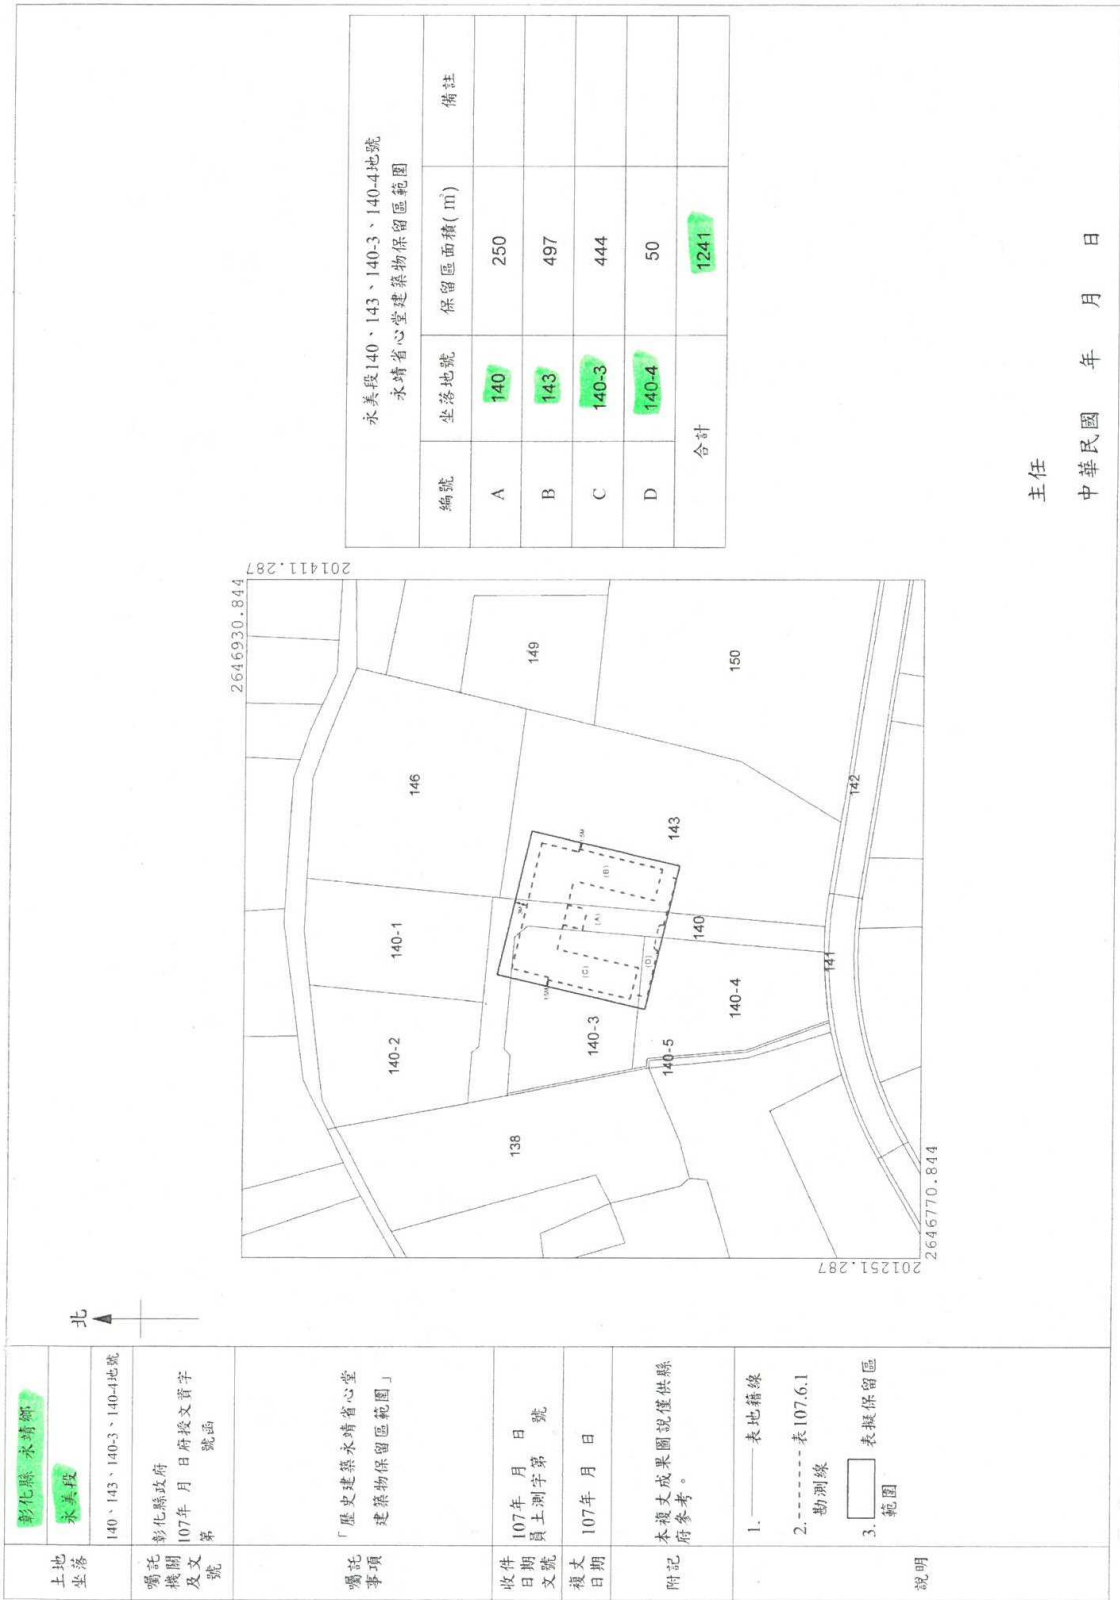 土地坐落
彰化縣 永靖鄉
永美段
140、143、140-3、140-4地號
囑託機關及文號
彰化縣政府
107年 月 日府授文資字
第 號函
囑託事項
「歷史建築永靖省心堂
建築物保留區範圍」
收件日期文號
107年 月 日
員土測字第 號
複丈日期
107年 月 日
附記
本複丈成果圖說僅供縣
府參考。
說明
1.———表地籍線
2.--------表107.6.1
勘測線
3. 表擬保留區
範圍
北
2646930.844
201411.287
146
149
140-1
140-2
138
150
143
140
140-3
140-4
140-5
142
141
(A)
(B)
(C)
(D)
2646770.844
201251.287
永美段140、143、140-3、140-4地號
永靖省心堂建築物保留區範圍
編號 坐落地號 保留區面積(㎡) 備註
A 140 250
B 143 497
C 140-3 444
D 140-4 50
合計 1241
主任
中華民國 年 月 日